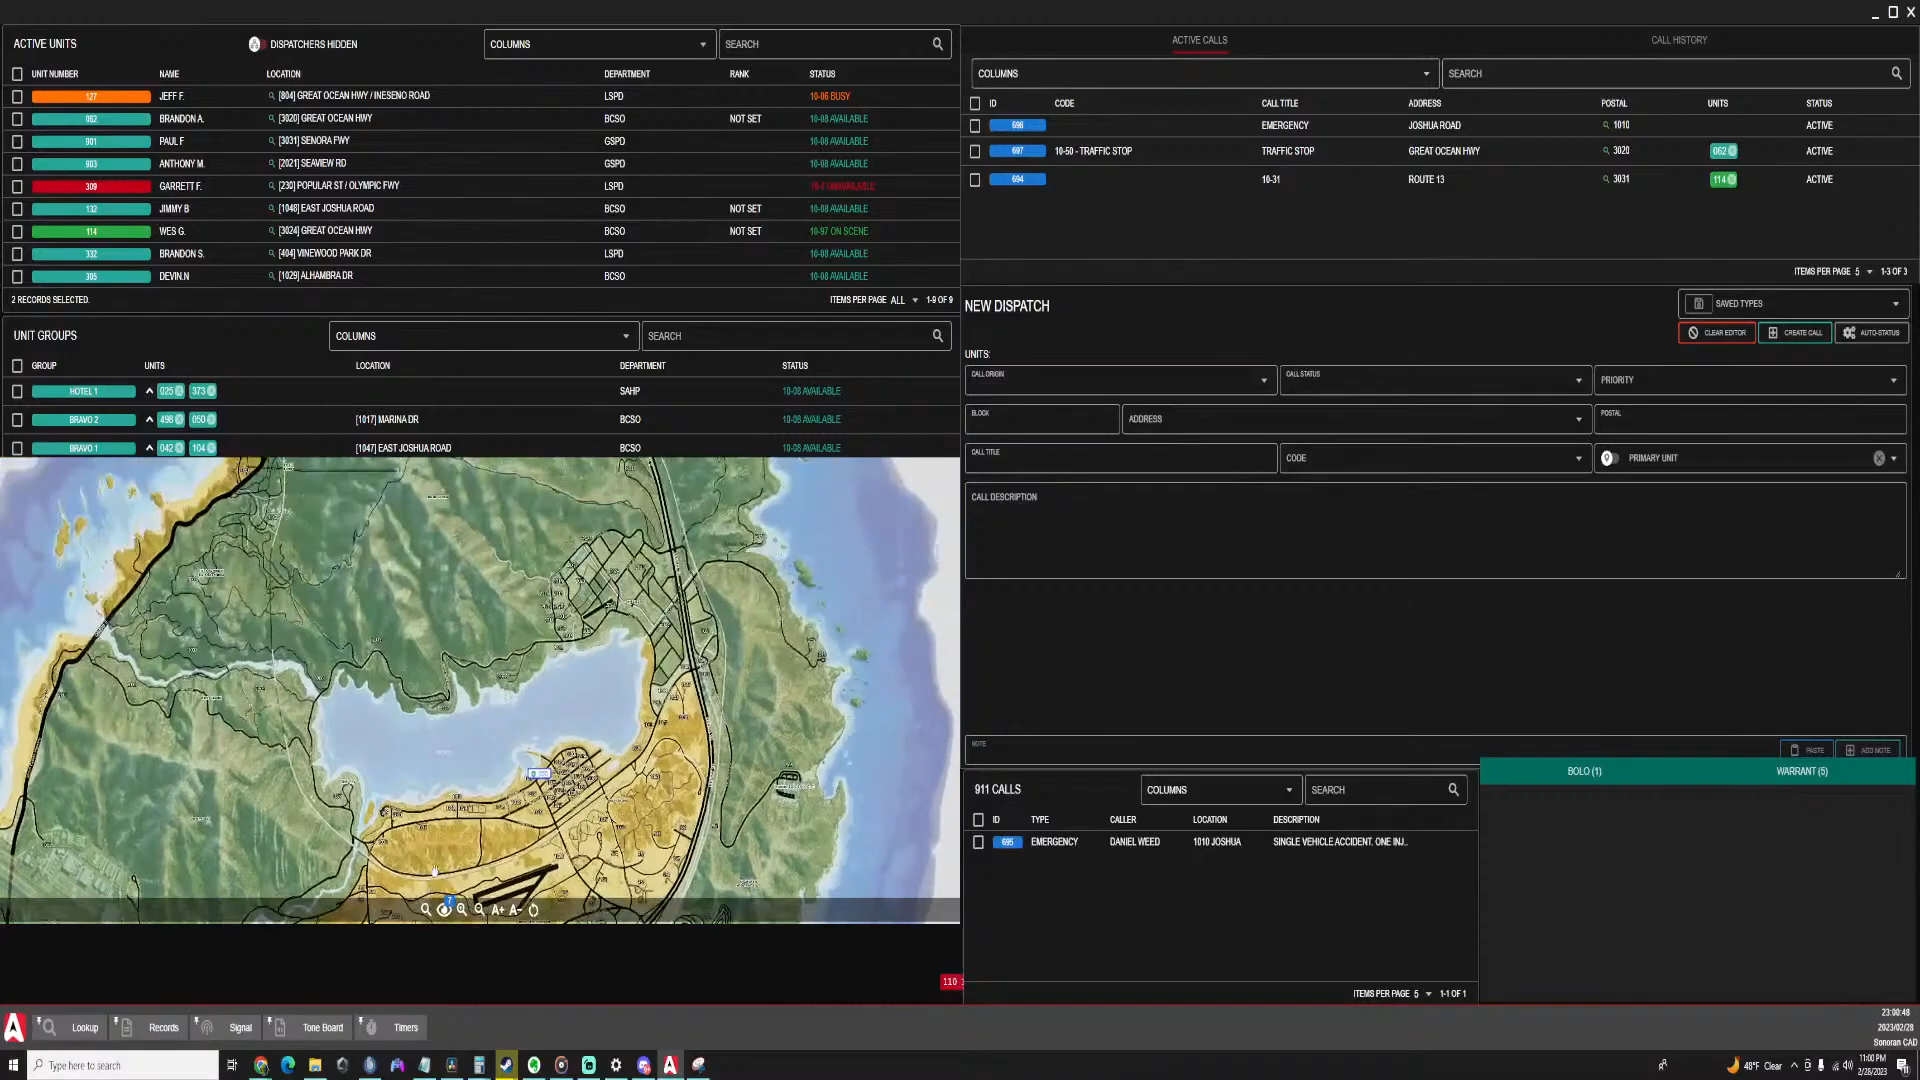 ACTIVE UNITS
DISPATCHERS HIDDEN
COLUMNS
SEARCH
UNIT NUMBER NAME LOCATION DEPARTMENT RANK STATUS
127 JEFF F. [804] GREAT OCEAN HWY / INESENO ROAD LSPD 10-06 BUSY
062 BRANDON A. [3020] GREAT OCEAN HWY BCSO NOT SET 10-08 AVAILABLE
901 PAUL F [3031] SENORA FWY GSPD 10-08 AVAILABLE
903 ANTHONY M. [2021] SEAVIEW RD GSPD 10-08 AVAILABLE
309 GARRETT F. [230] POPULAR ST / OLYMPIC FWY LSPD 10-7 UNAVAILABLE
132 JIMMY B [1048] EAST JOSHUA ROAD BCSO NOT SET 10-08 AVAILABLE
114 WES G. [3024] GREAT OCEAN HWY BCSO NOT SET 10-97 ON SCENE
332 BRANDON S. [404] VINEWOOD PARK DR LSPD 10-08 AVAILABLE
305 DEVIN.N [1029] ALHAMBRA DR BCSO 10-08 AVAILABLE
2 RECORDS SELECTED. ITEMS PER PAGE ALL 1-9 OF 9
UNIT GROUPS
COLUMNS
SEARCH
GROUP UNITS LOCATION DEPARTMENT STATUS
HOTEL 1 025 373 SAHP 10-08 AVAILABLE
BRAVO 2 498 050 [1017] MARINA DR BCSO 10-08 AVAILABLE
BRAVO 1 042 104 [1047] EAST JOSHUA ROAD BCSO 10-08 AVAILABLE
7
A+ A-
110
ACTIVE CALLS CALL HISTORY
COLUMNS
SEARCH
ID CODE CALL TITLE ADDRESS POSTAL UNITS STATUS
698 EMERGENCY JOSHUA ROAD 1010 ACTIVE
697 10-50 - TRAFFIC STOP TRAFFIC STOP GREAT OCEAN HWY 3020 062 ACTIVE
694 10-31 ROUTE 13 3031 114 ACTIVE
ITEMS PER PAGE 5 1-3 OF 3
NEW DISPATCH
SAVED TYPES
CLEAR EDITOR CREATE CALL AUTO-STATUS
UNITS:
CALL ORIGIN CALL STATUS PRIORITY
BLOCK ADDRESS POSTAL
CALL TITLE CODE PRIMARY UNIT
CALL DESCRIPTION
NOTE
PASTE ADD NOTE
911 CALLS
COLUMNS
SEARCH
ID TYPE CALLER LOCATION DESCRIPTION
695 EMERGENCY DANIEL WEED 1010 JOSHUA SINGLE VEHICLE ACCIDENT. ONE INJ..
ITEMS PER PAGE 5 1-1 OF 1
BOLO (1) WARRANT (5)
Lookup Records Signal Tone Board Timers
23:00:48
2023/02/28
Sonoran CAD
Type here to search
48°F Clear
11:00 PM
2/28/2023